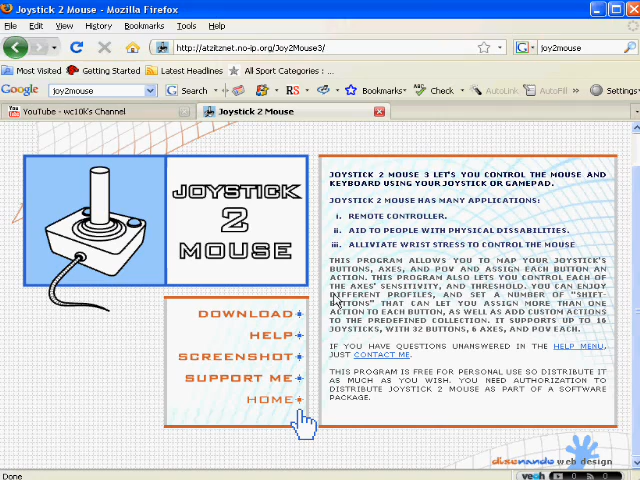 Joystick 2 Mouse - Mozilla Firefox
File Edit View History Bookmarks Tools Help
http://atzitznet.no-ip.org/Joy2Mouse3/
joy2mouse
Most Visited Getting Started Latest Headlines All Sport Categories : ...
Google joy2mouse Search RS Bookmarks Check AutoLink AutoFill Settings
YouTube - wc10k's Channel Joystick 2 Mouse
JOYSTICK
2
MOUSE
DOWNLOAD
HELP
SCREENSHOT
SUPPORT ME
HOME
JOYSTICK 2 MOUSE 3 LET'S YOU CONTROL THE MOUSE AND
KEYBOARD USING YOUR JOYSTICK OR GAMEPAD.
JOYSTICK 2 MOUSE HAS MANY APPLICATIONS:
i. REMOTE CONTROLLER.
ii. AID TO PEOPLE WITH PHYSICAL DISSABILITIES.
iii. ALLIVIATE WRIST STRESS TO CONTROL THE MOUSE
THIS PROGRAM ALLOWS YOU TO MAP YOUR JOYSTICK'S
BUTTONS, AXES, AND POV AND ASSIGN EACH BUTTON AN
ACTION. THIS PROGRAM ALSO LETS YOU CONTROL EACH OF
THE AXES' SENSITIVITY, AND THRESHOLD. YOU CAN ENJOY
DIFFERENT PROFILES, AND SET A NUMBER OF "SHIFT-
BUTTONS" THAT CAN LET YOU ASSIGN MORE THAN ONE
ACTION TO EACH BUTTON, AS WELL AS ADD CUSTOM ACTIONS
TO THE PREDEFINED COLLECTION. IT SUPPORTS UP TO 16
JOYSTICKS, WITH 32 BUTTONS, 6 AXES, AND POV EACH.
IF YOU HAVE QUESTIONS UNANSWERED IN THE HELP MENU,
JUST CONTACT ME.
THIS PROGRAM IS FREE FOR PERSONAL USE SO DISTRIBUTE IT
AS MUCH AS YOU WISH. YOU NEED AUTHORIZATION TO
DISTRIBUTE JOYSTICK 2 MOUSE AS PART OF A SOFTWARE
PACKAGE.
web design
Done
veoh 0 0